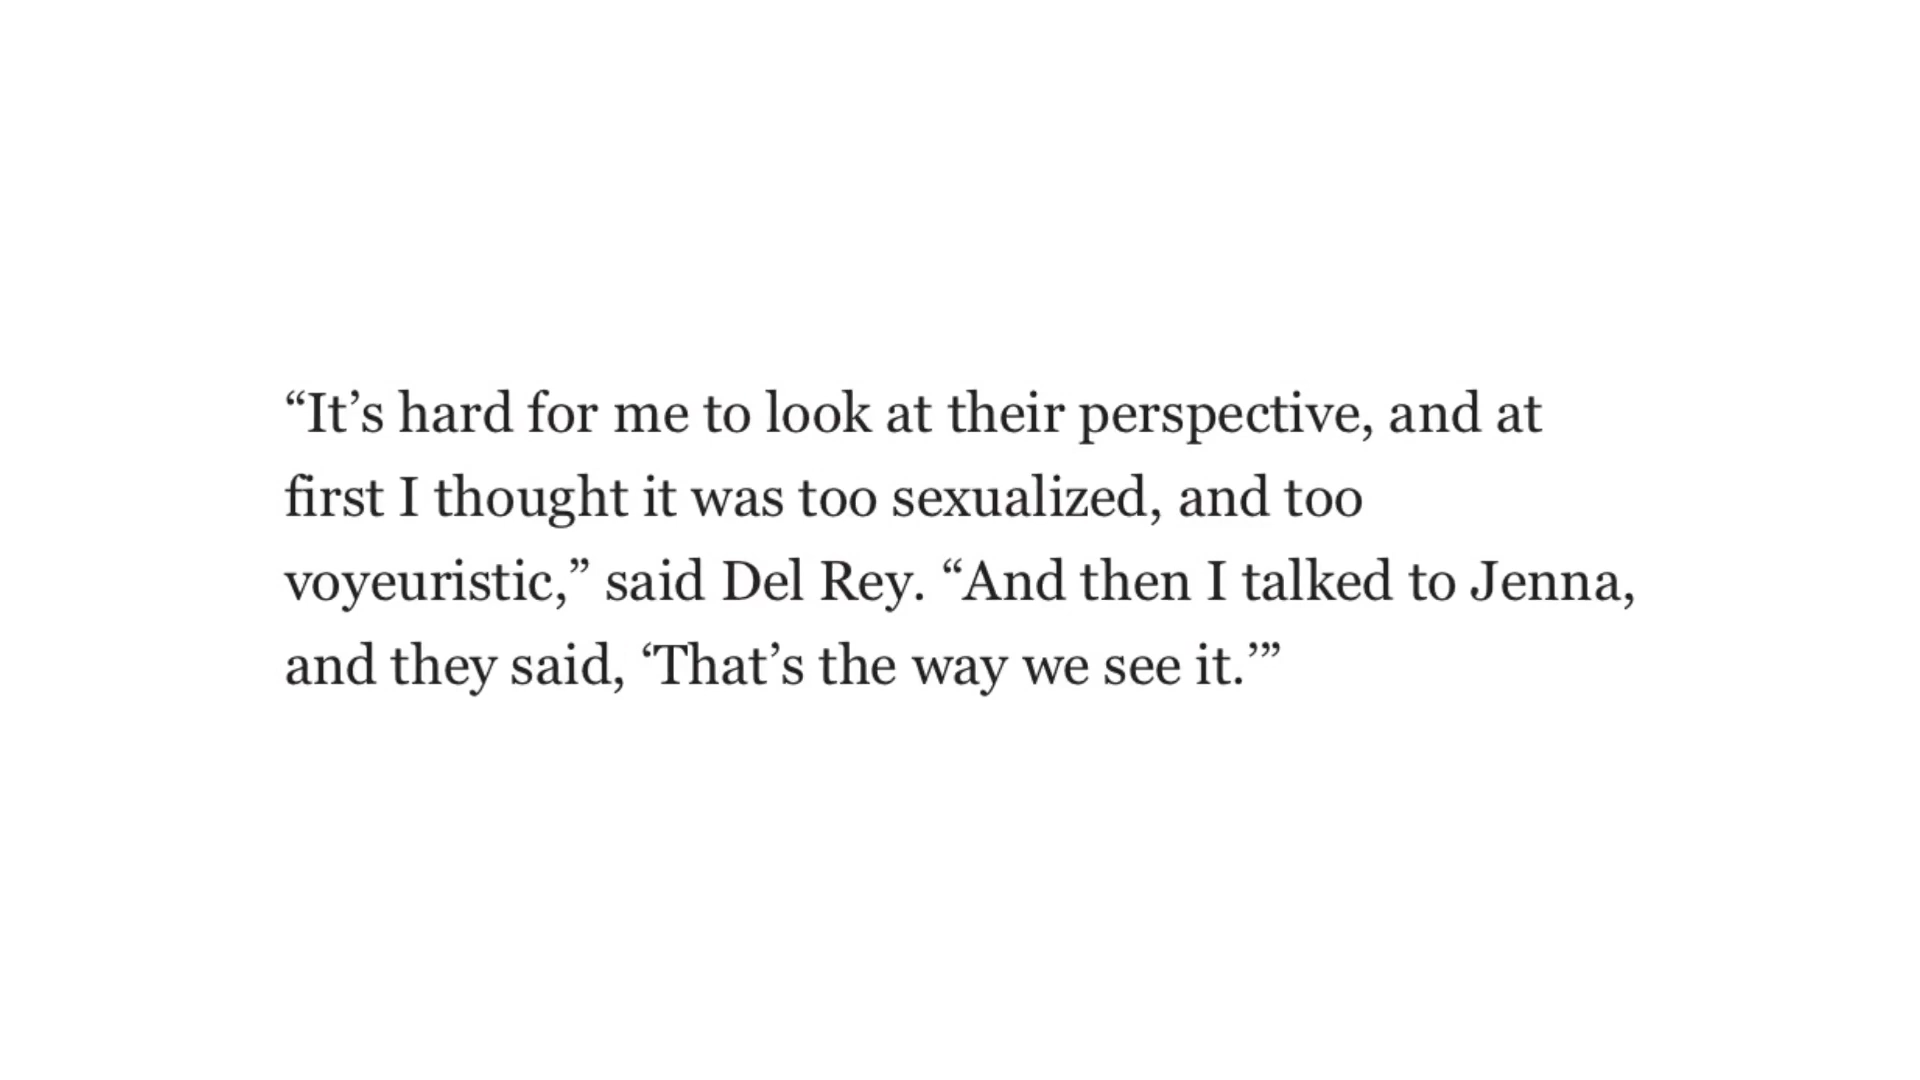 “It’s hard for me to look at their perspective, and at
first I thought it was too sexualized, and too
voyeuristic,” said Del Rey. “And then I talked to Jenna,
and they said, ‘That’s the way we see it.’”